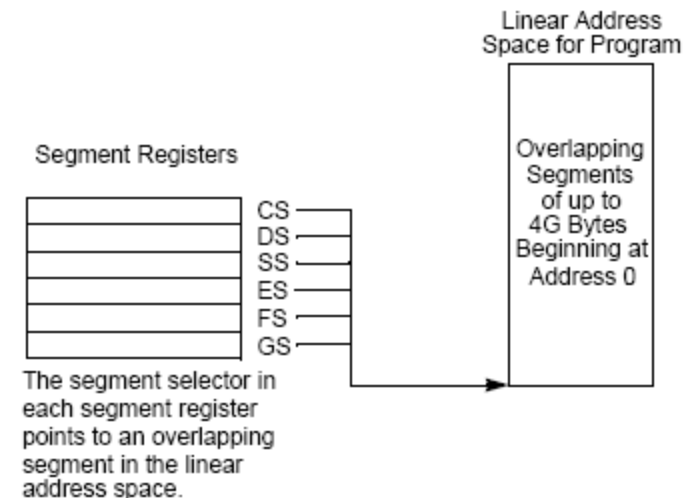 Linear Address
Space for Program
Segment Registers
Overlapping
Segments
of up to
4G Bytes
Beginning at
Address 0
CS
DS
SS
ES
FS
GS
The segment selector in
each segment register
points to an overlapping
segment in the linear
address space.